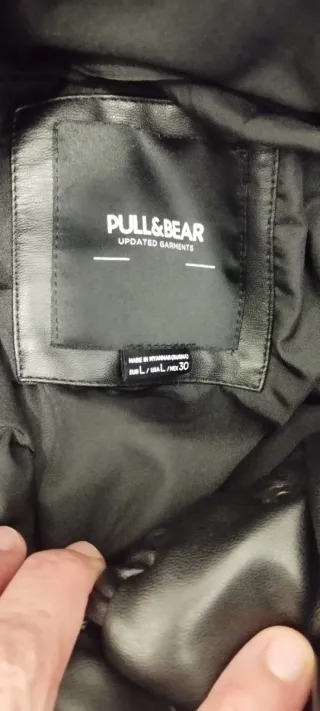 PULL&BEAR
UPDATED GARMENTS
MADE IN MYANMAR(BURMA)
EUR L / USA L / MEX 30